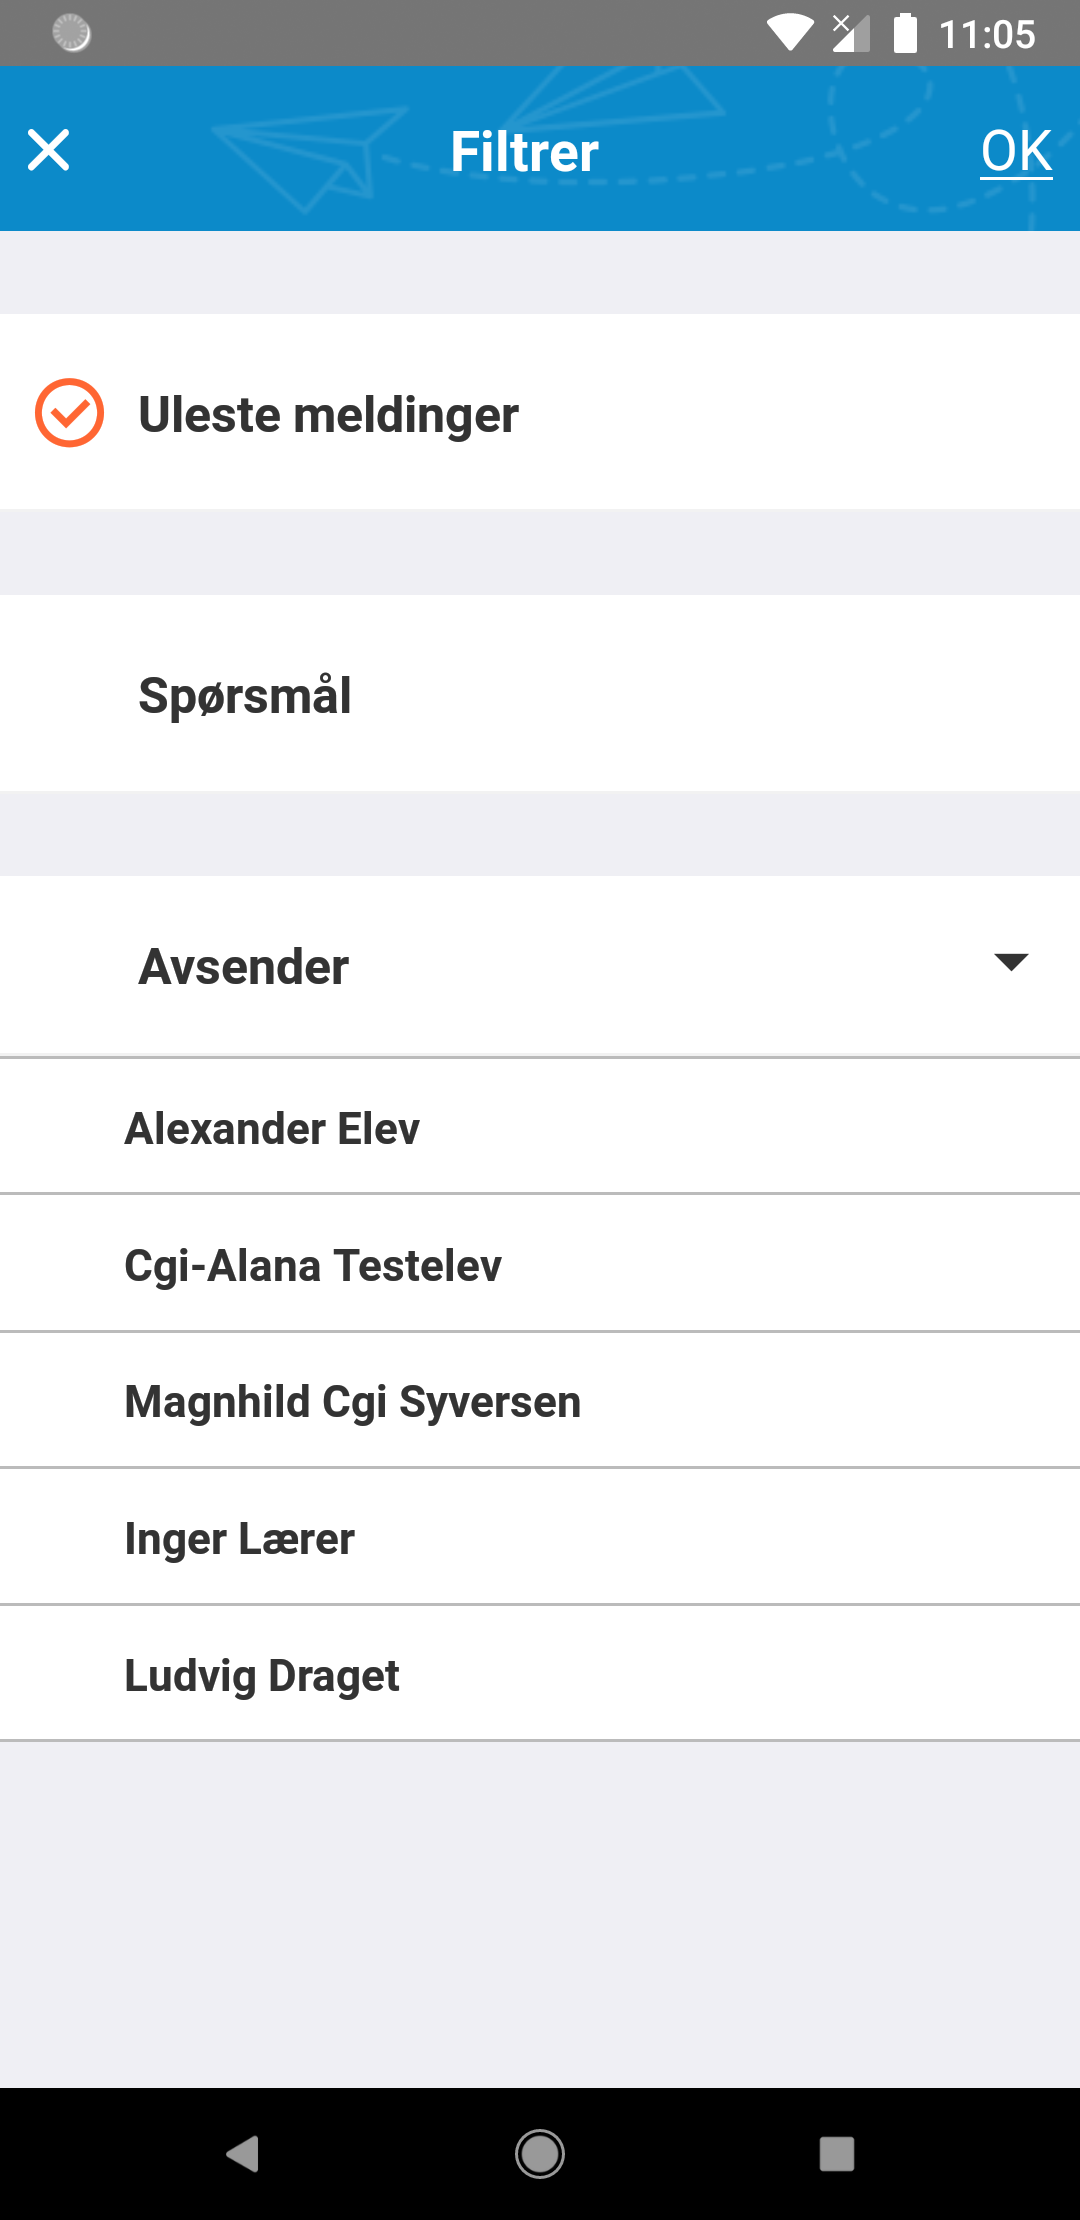 11:05
Filtrer
OK
Uleste meldinger
Spørsmål
Avsender
Alexander Elev
Cgi-Alana Testelev
Magnhild Cgi Syversen
Inger Lærer
Ludvig Draget